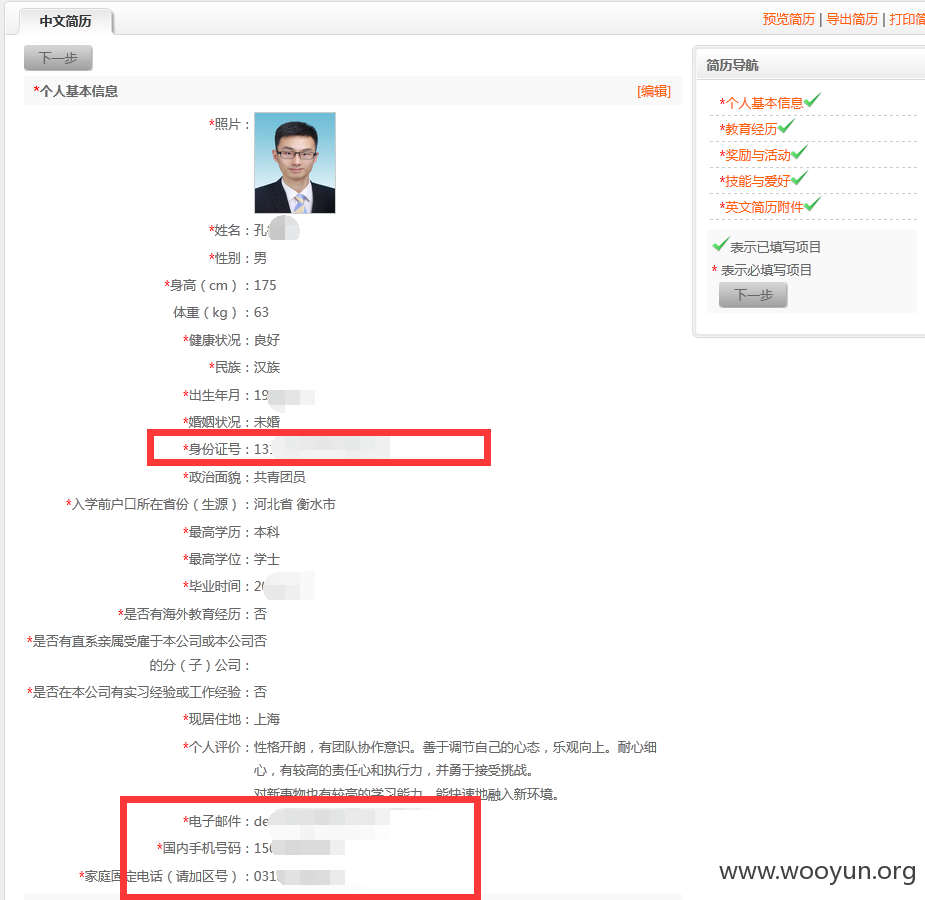 中文简历
预览简历 | 导出简历 | 打印简
下一步
*个人基本信息 [编辑]
*照片：
*姓名：孔
*性别：男
*身高（cm）：175
体重（kg）：63
*健康状况：良好
*民族：汉族
*出生年月：19
*婚姻状况：未婚
*身份证号：131
*政治面貌：共青团员
*入学前户口所在省份（生源）：河北省 衡水市
*最高学历：本科
*最高学位：学士
*毕业时间：20
*是否有海外教育经历：否
*是否有直系亲属受雇于本公司或本公司否
的分（子）公司：
*是否在本公司有实习经验或工作经验：否
*现居住地：上海
*个人评价：性格开朗，有团队协作意识。善于调节自己的心态，乐观向上。耐心细
心，有较高的责任心和执行力，并勇于接受挑战。
对新事物也有较高的学习能力，能快速地融入新环境。
*电子邮件：de
*国内手机号码：150
*家庭固定电话（请加区号）：031
简历导航
*个人基本信息
*教育经历
*奖励与活动
*技能与爱好
*英文简历附件
表示已填写项目
* 表示必填写项目
下一步
www.wooyun.org